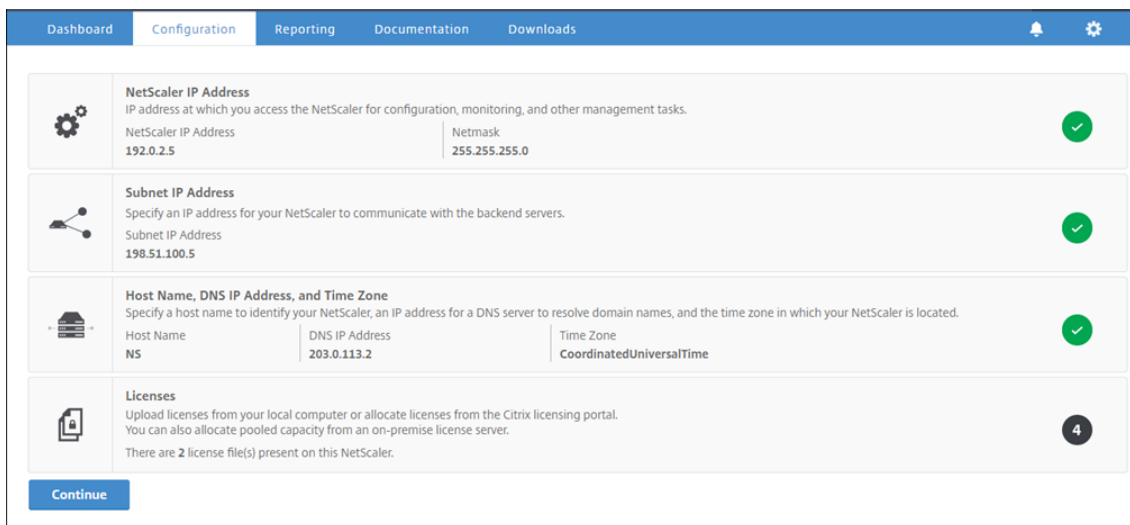 Dashboard Configuration Reporting Documentation Downloads
NetScaler IP Address
IP address at which you access the NetScaler for configuration, monitoring, and other management tasks.
NetScaler IP Address Netmask
192.0.2.5 255.255.255.0
Subnet IP Address
Specify an IP address for your NetScaler to communicate with the backend servers.
Subnet IP Address
198.51.100.5
Host Name, DNS IP Address, and Time Zone
Specify a host name to identify your NetScaler, an IP address for a DNS server to resolve domain names, and the time zone in which your NetScaler is located.
Host Name DNS IP Address Time Zone
NS 203.0.113.2 CoordinatedUniversalTime
Licenses
Upload licenses from your local computer or allocate licenses from the Citrix licensing portal.
You can also allocate pooled capacity from an on-premise license server.
4
There are 2 license file(s) present on this NetScaler.
Continue